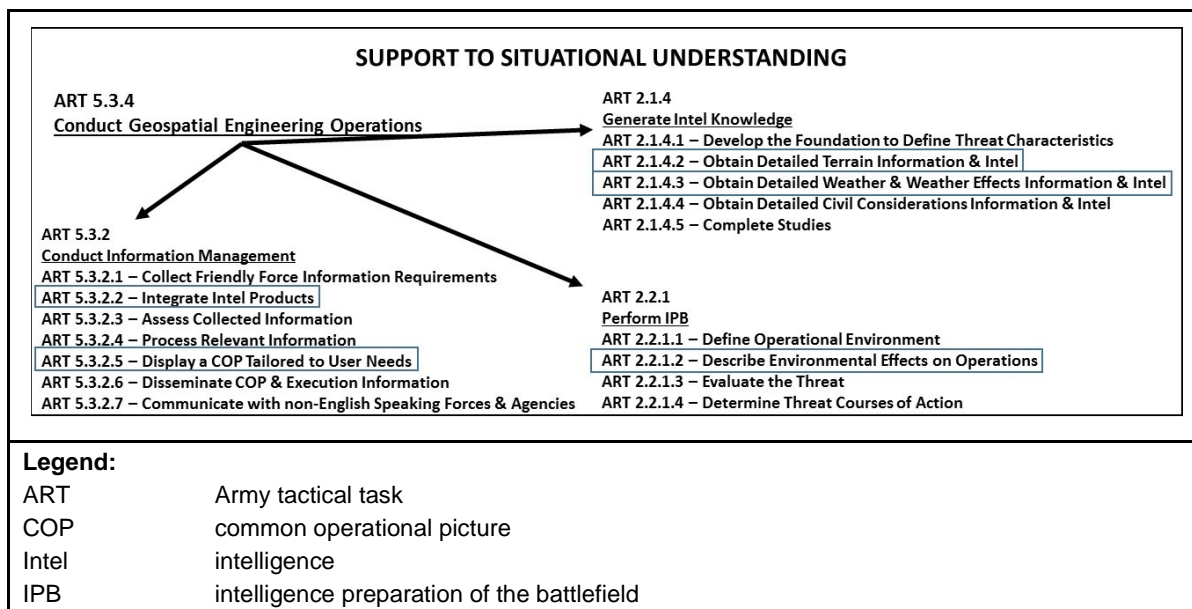 SUPPORT TO SITUATIONAL UNDERSTANDING
ART 5.3.4
Conduct Geospatial Engineering Operations
ART 2.1.4
Generate Intel Knowledge
ART 2.1.4.1 – Develop the Foundation to Define Threat Characteristics
ART 2.1.4.2 – Obtain Detailed Terrain Information & Intel
ART 2.1.4.3 – Obtain Detailed Weather & Weather Effects Information & Intel
ART 2.1.4.4 – Obtain Detailed Civil Considerations Information & Intel
ART 2.1.4.5 – Complete Studies
ART 5.3.2
Conduct Information Management
ART 5.3.2.1 – Collect Friendly Force Information Requirements
ART 5.3.2.2 – Integrate Intel Products
ART 5.3.2.3 – Assess Collected Information
ART 5.3.2.4 – Process Relevant Information
ART 5.3.2.5 – Display a COP Tailored to User Needs
ART 5.3.2.6 – Disseminate COP & Execution Information
ART 5.3.2.7 – Communicate with non-English Speaking Forces & Agencies
ART 2.2.1
Perform IPB
ART 2.2.1.1 – Define Operational Environment
ART 2.2.1.2 – Describe Environmental Effects on Operations
ART 2.2.1.3 – Evaluate the Threat
ART 2.2.1.4 – Determine Threat Courses of Action
Legend:
ART Army tactical task
COP common operational picture
Intel intelligence
IPB intelligence preparation of the battlefield